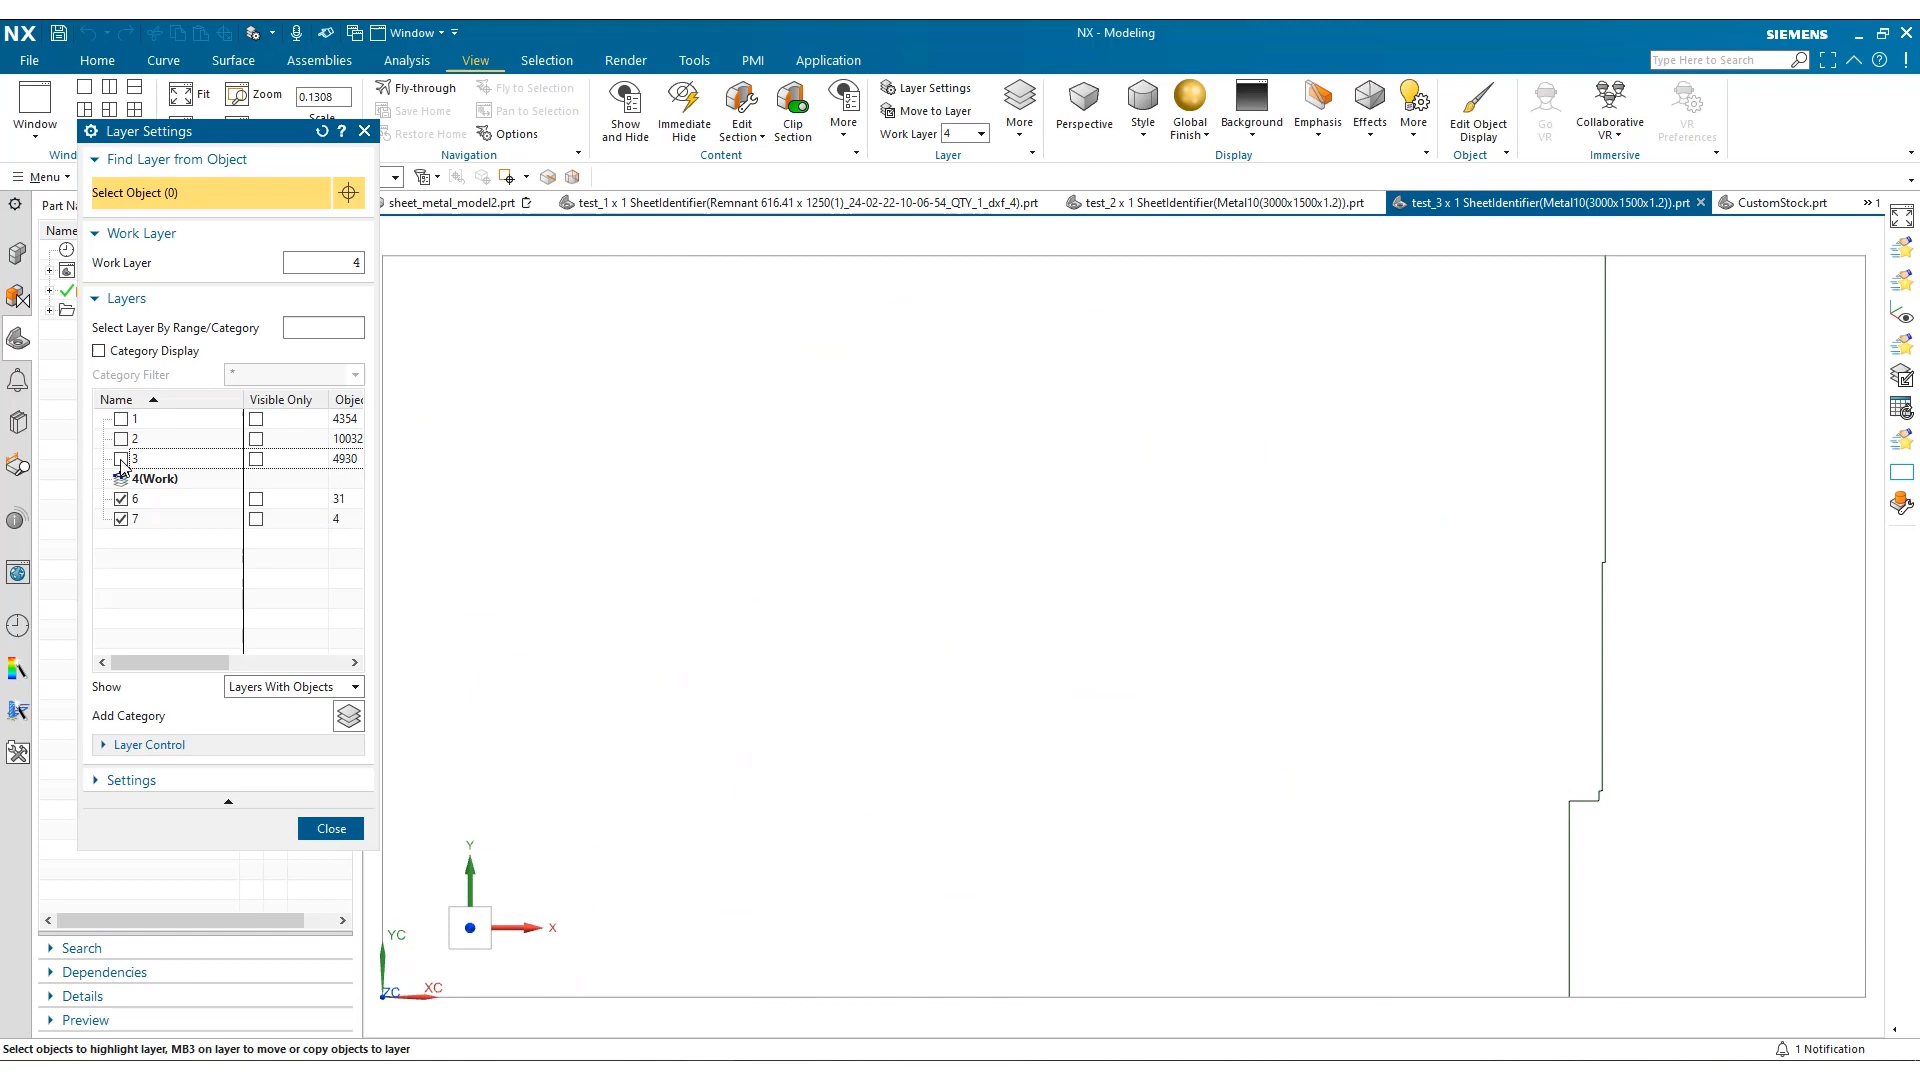 NX
Window
NX - Modeling
SIEMENS
File
Home
Curve
Surface
Assemblies
Analysis
View
Selection
Render
Tools
PMI
Application
Type Here to Search
Window
Fit
Zoom
0.1308
Scale
Fly-through
Save Home
Restore Home
Fly to Selection
Pan to Selection
Options
Navigation
Show and Hide
Immediate Hide
Edit Section
Clip Section
More
Content
Layer Settings
Move to Layer
Work Layer 4
More
Layer
Perspective
Style
Global Finish
Background
Emphasis
Effects
More
Display
Edit Object Display
Object
Go VR
Collaborative VR
VR Preferences
Immersive
Wind
Menu
Layer Settings
Find Layer from Object
Select Object (0)
Work Layer
Work Layer
4
Layers
Select Layer By Range/Category
Category Display
Category Filter
*
Name
Visible Only
Objec
1
4354
2
10032
3
4930
4(Work)
6
31
7
4
Show
Layers With Objects
Add Category
Layer Control
Settings
Close
Part Na
Name
Search
Dependencies
Details
Preview
sheet_metal_model2.prt
test_1 x 1 SheetIdentifier(Remnant 616.41 x 1250(1)_24-02-22-10-06-54_QTY_1_dxf_4).prt
test_2 x 1 SheetIdentifier(Metal10(3000x1500x1.2)).prt
test_3 x 1 SheetIdentifier(Metal10(3000x1500x1.2)).prt
CustomStock.prt
1
Y
X
YC
ZC
XC
Select objects to highlight layer, MB3 on layer to move or copy objects to layer
1 Notification